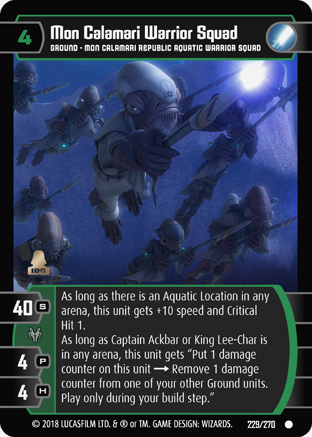 4
Mon Calamari Warrior Squad
GROUND - MON CALAMARI REPUBLIC AQUATIC WARRIOR SQUAD
IDG
40 S
4 P
4 H
As long as there is an Aquatic Location in any
arena, this unit gets +10 speed and Critical
Hit 1.
As long as Captain Ackbar or King Lee-Char is
in any arena, this unit gets “Put 1 damage
counter on this unit → Remove 1 damage
counter from one of your other Ground units.
Play only during your build step.”
© 2018 LUCASFILM LTD. & ® or TM. GAME DESIGN: WIZARDS. 229/270